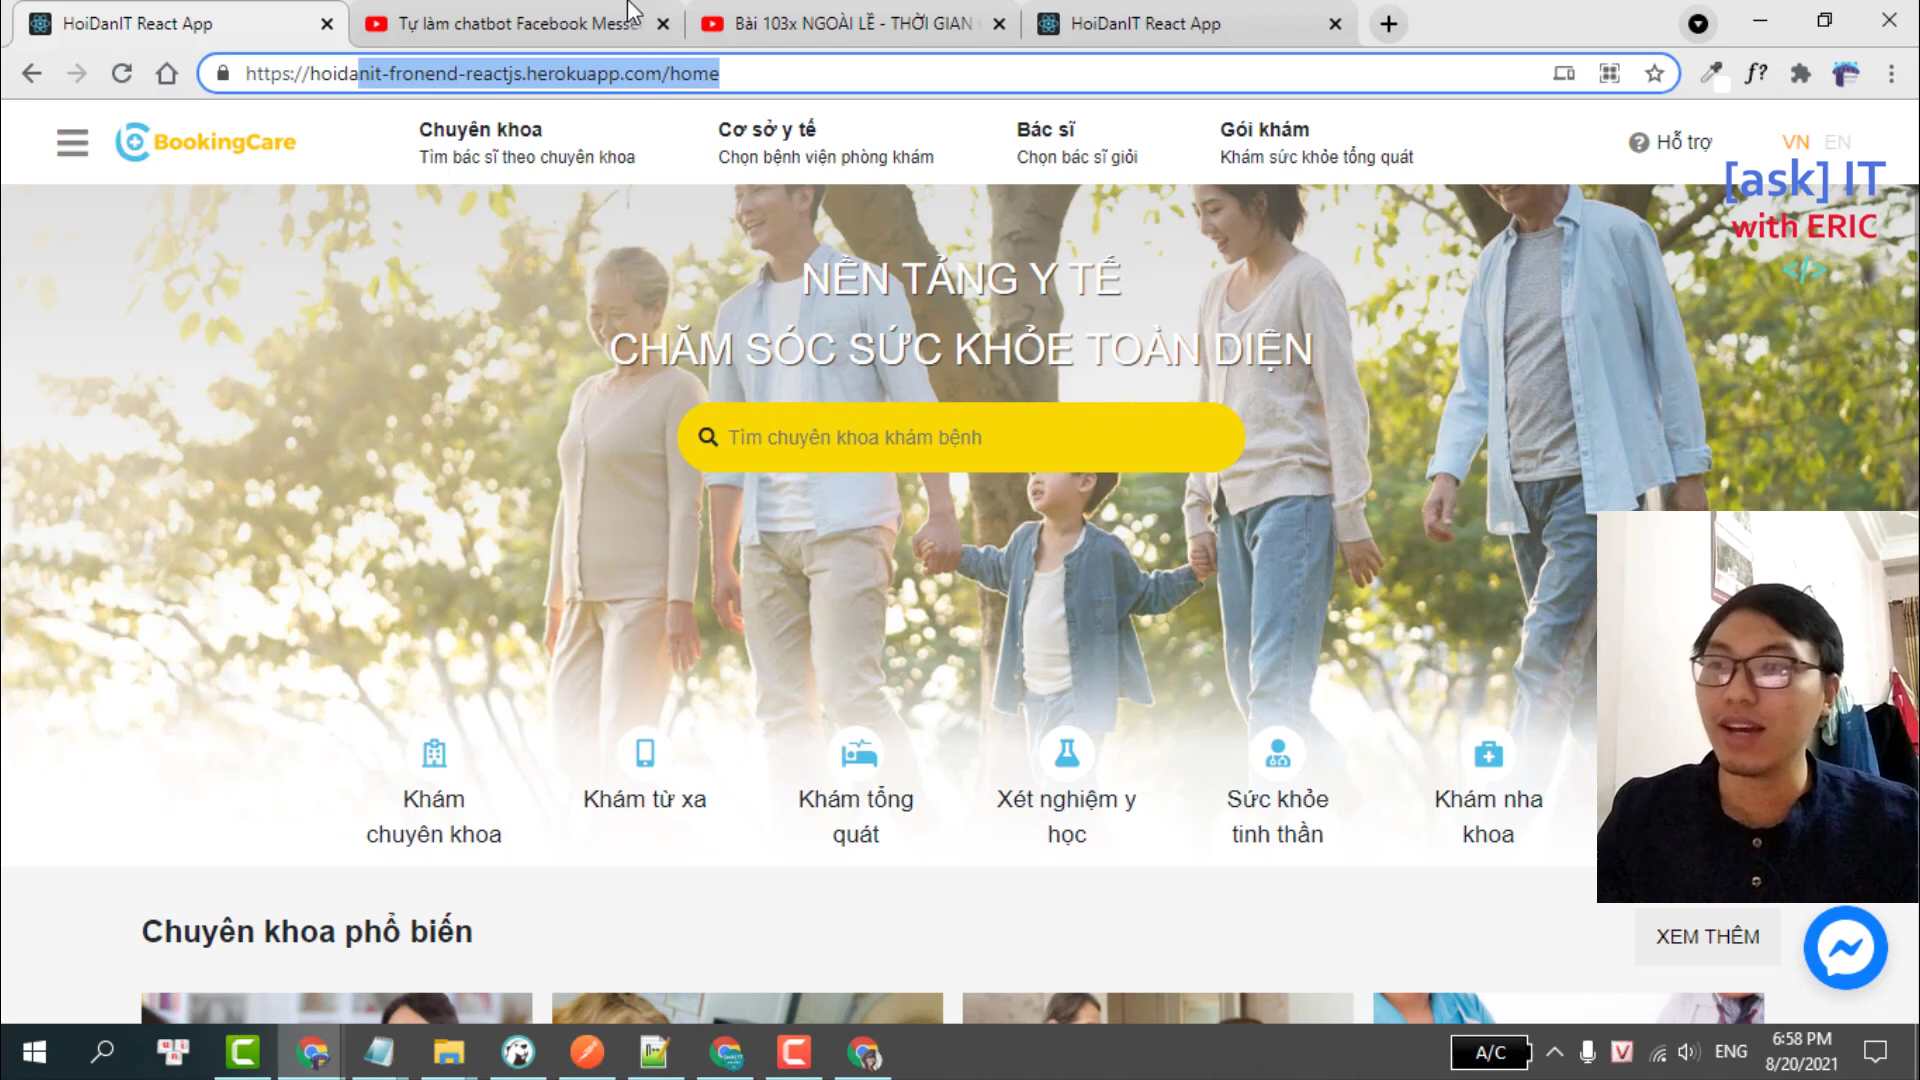 HoiDanIT React App
Tự làm chatbot Facebook Messe
Bài 103x NGOÀI LỀ - THỜI GIAN
HoiDanIT React App
https://hoidanit-fronend-reactjs.herokuapp.com/home
f?
BookingCare
Chuyên khoa
Tìm bác sĩ theo chuyên khoa
Cơ sở y tế
Chọn bệnh viện phòng khám
Bác sĩ
Chọn bác sĩ giỏi
Gói khám
Khám sức khỏe tổng quát
Hỗ trợ
VN EN
[ask] IT
with ERIC
</>
NỀN TẢNG Y TẾ
CHĂM SÓC SỨC KHỎE TOÀN DIỆN
Tìm chuyên khoa khám bệnh
Khám
chuyên khoa
Khám từ xa
Khám tổng
quát
Xét nghiệm y
học
Sức khỏe
tinh thần
Khám nha
khoa
Chuyên khoa phổ biến
XEM THÊM
A/C
ENG
6:58 PM
8/20/2021